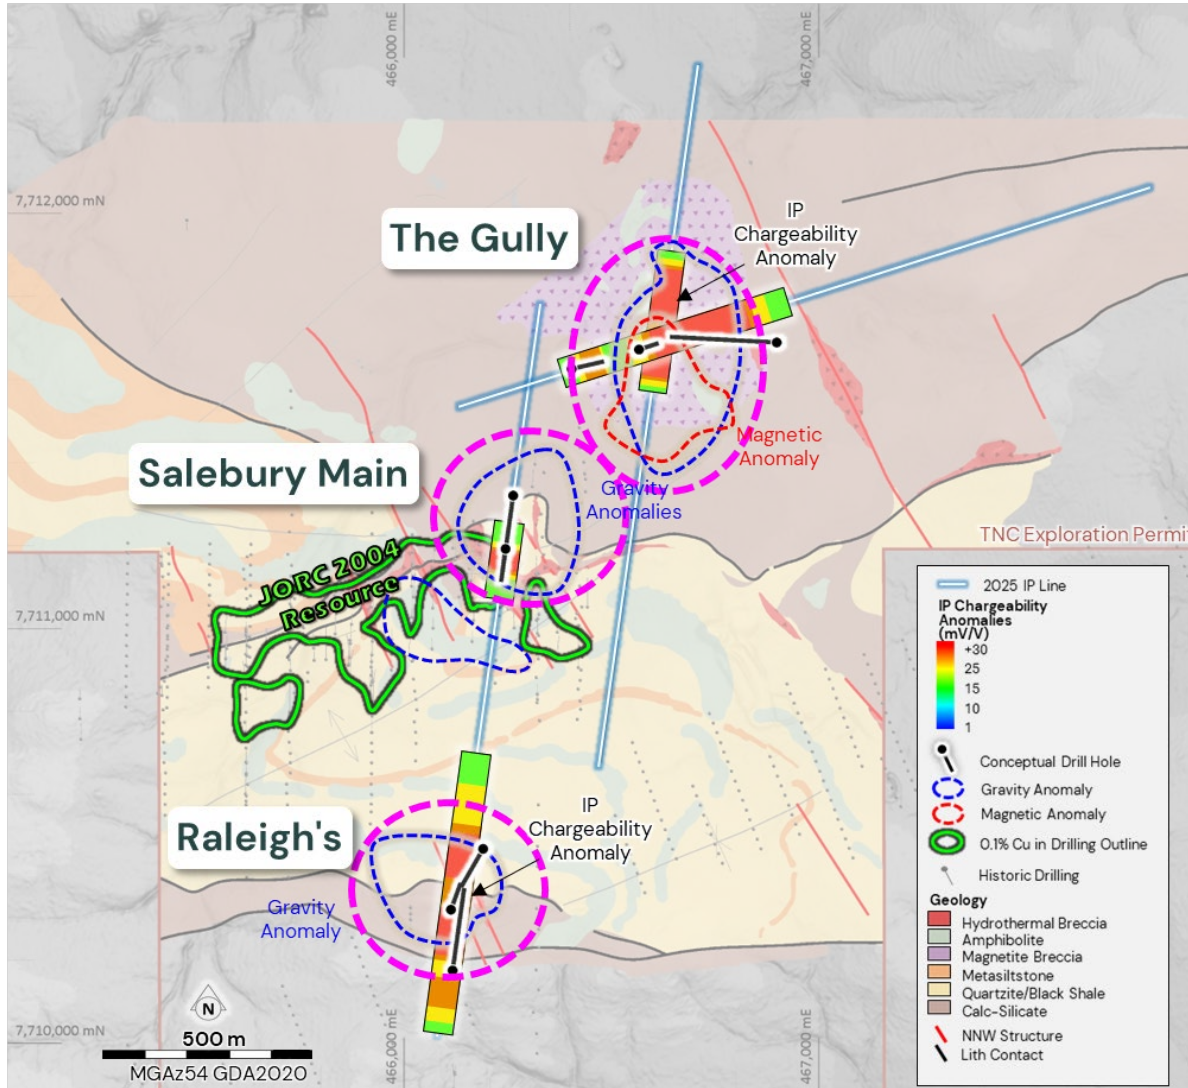 466,000 mE
467,000 mE
7,712,000 mN
The Gully
IP
Chargeability
Anomaly
Magnetic
Anomaly
Salebury Main
Gravity
Anomalies
TNC Exploration Permi
JORC 2004
Resource
7,711,000 mN
2025 IP Line
IP Chargeability
Anomalies
(mV/V)
+30
25
15
10
1
Conceptual Drill Hole
Gravity Anomaly
Magnetic Anomaly
0.1% Cu in Drilling Outline
Historic Drilling
Geology
Hydrothermal Breccia
Amphibolite
Magnetite Breccia
Metasiltstone
Quartzite/Black Shale
Calc-Silicate
NNW Structure
Lith Contact
Raleigh's
IP
Chargeability
Anomaly
Gravity
Anomaly
7,710,000 mN
N
500 m
MGAz54 GDA2020
466,000 mE
467,000 mE